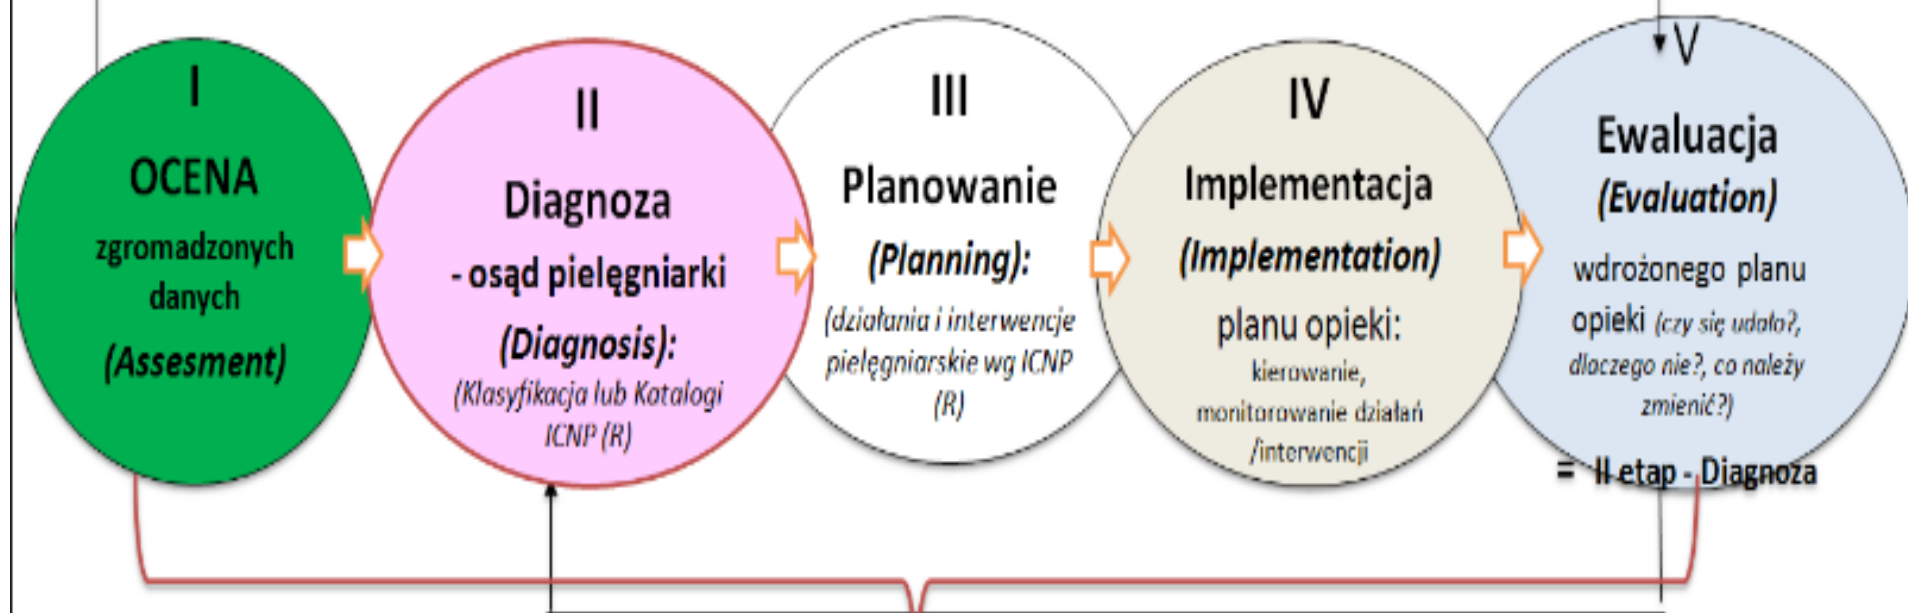 I
OCENA
zgromadzonych
danych
(Assesment)
II
Diagnoza
- osąd pielęgniarki
(Diagnosis):
(Klasyfikacja lub Katalogi
ICNP (R)
III
Planowanie
(Planning):
(działania i interwencje
pielęgniarskie wg ICNP
(R)
IV
Implementacja
(Implementation)
planu opieki:
kierowanie,
monitorowanie działań
/interwencji
V
Ewaluacja
(Evaluation)
wdrożonego planu
opieki (czy się udało?,
dlaczego nie?, co należy
zmienić?)
= II etap - Diagnoza